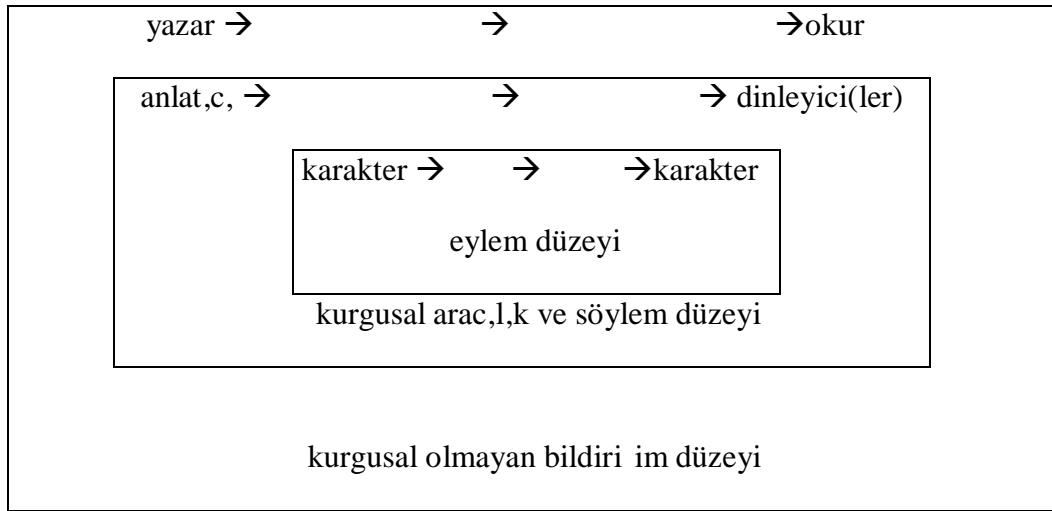 yazar → → →okur
anlat,c, → → → dinleyici(ler)
karakter → → →karakter
eylem düzeyi
kurgusal arac,l,k ve söylem düzeyi
kurgusal olmayan bildiri im düzeyi